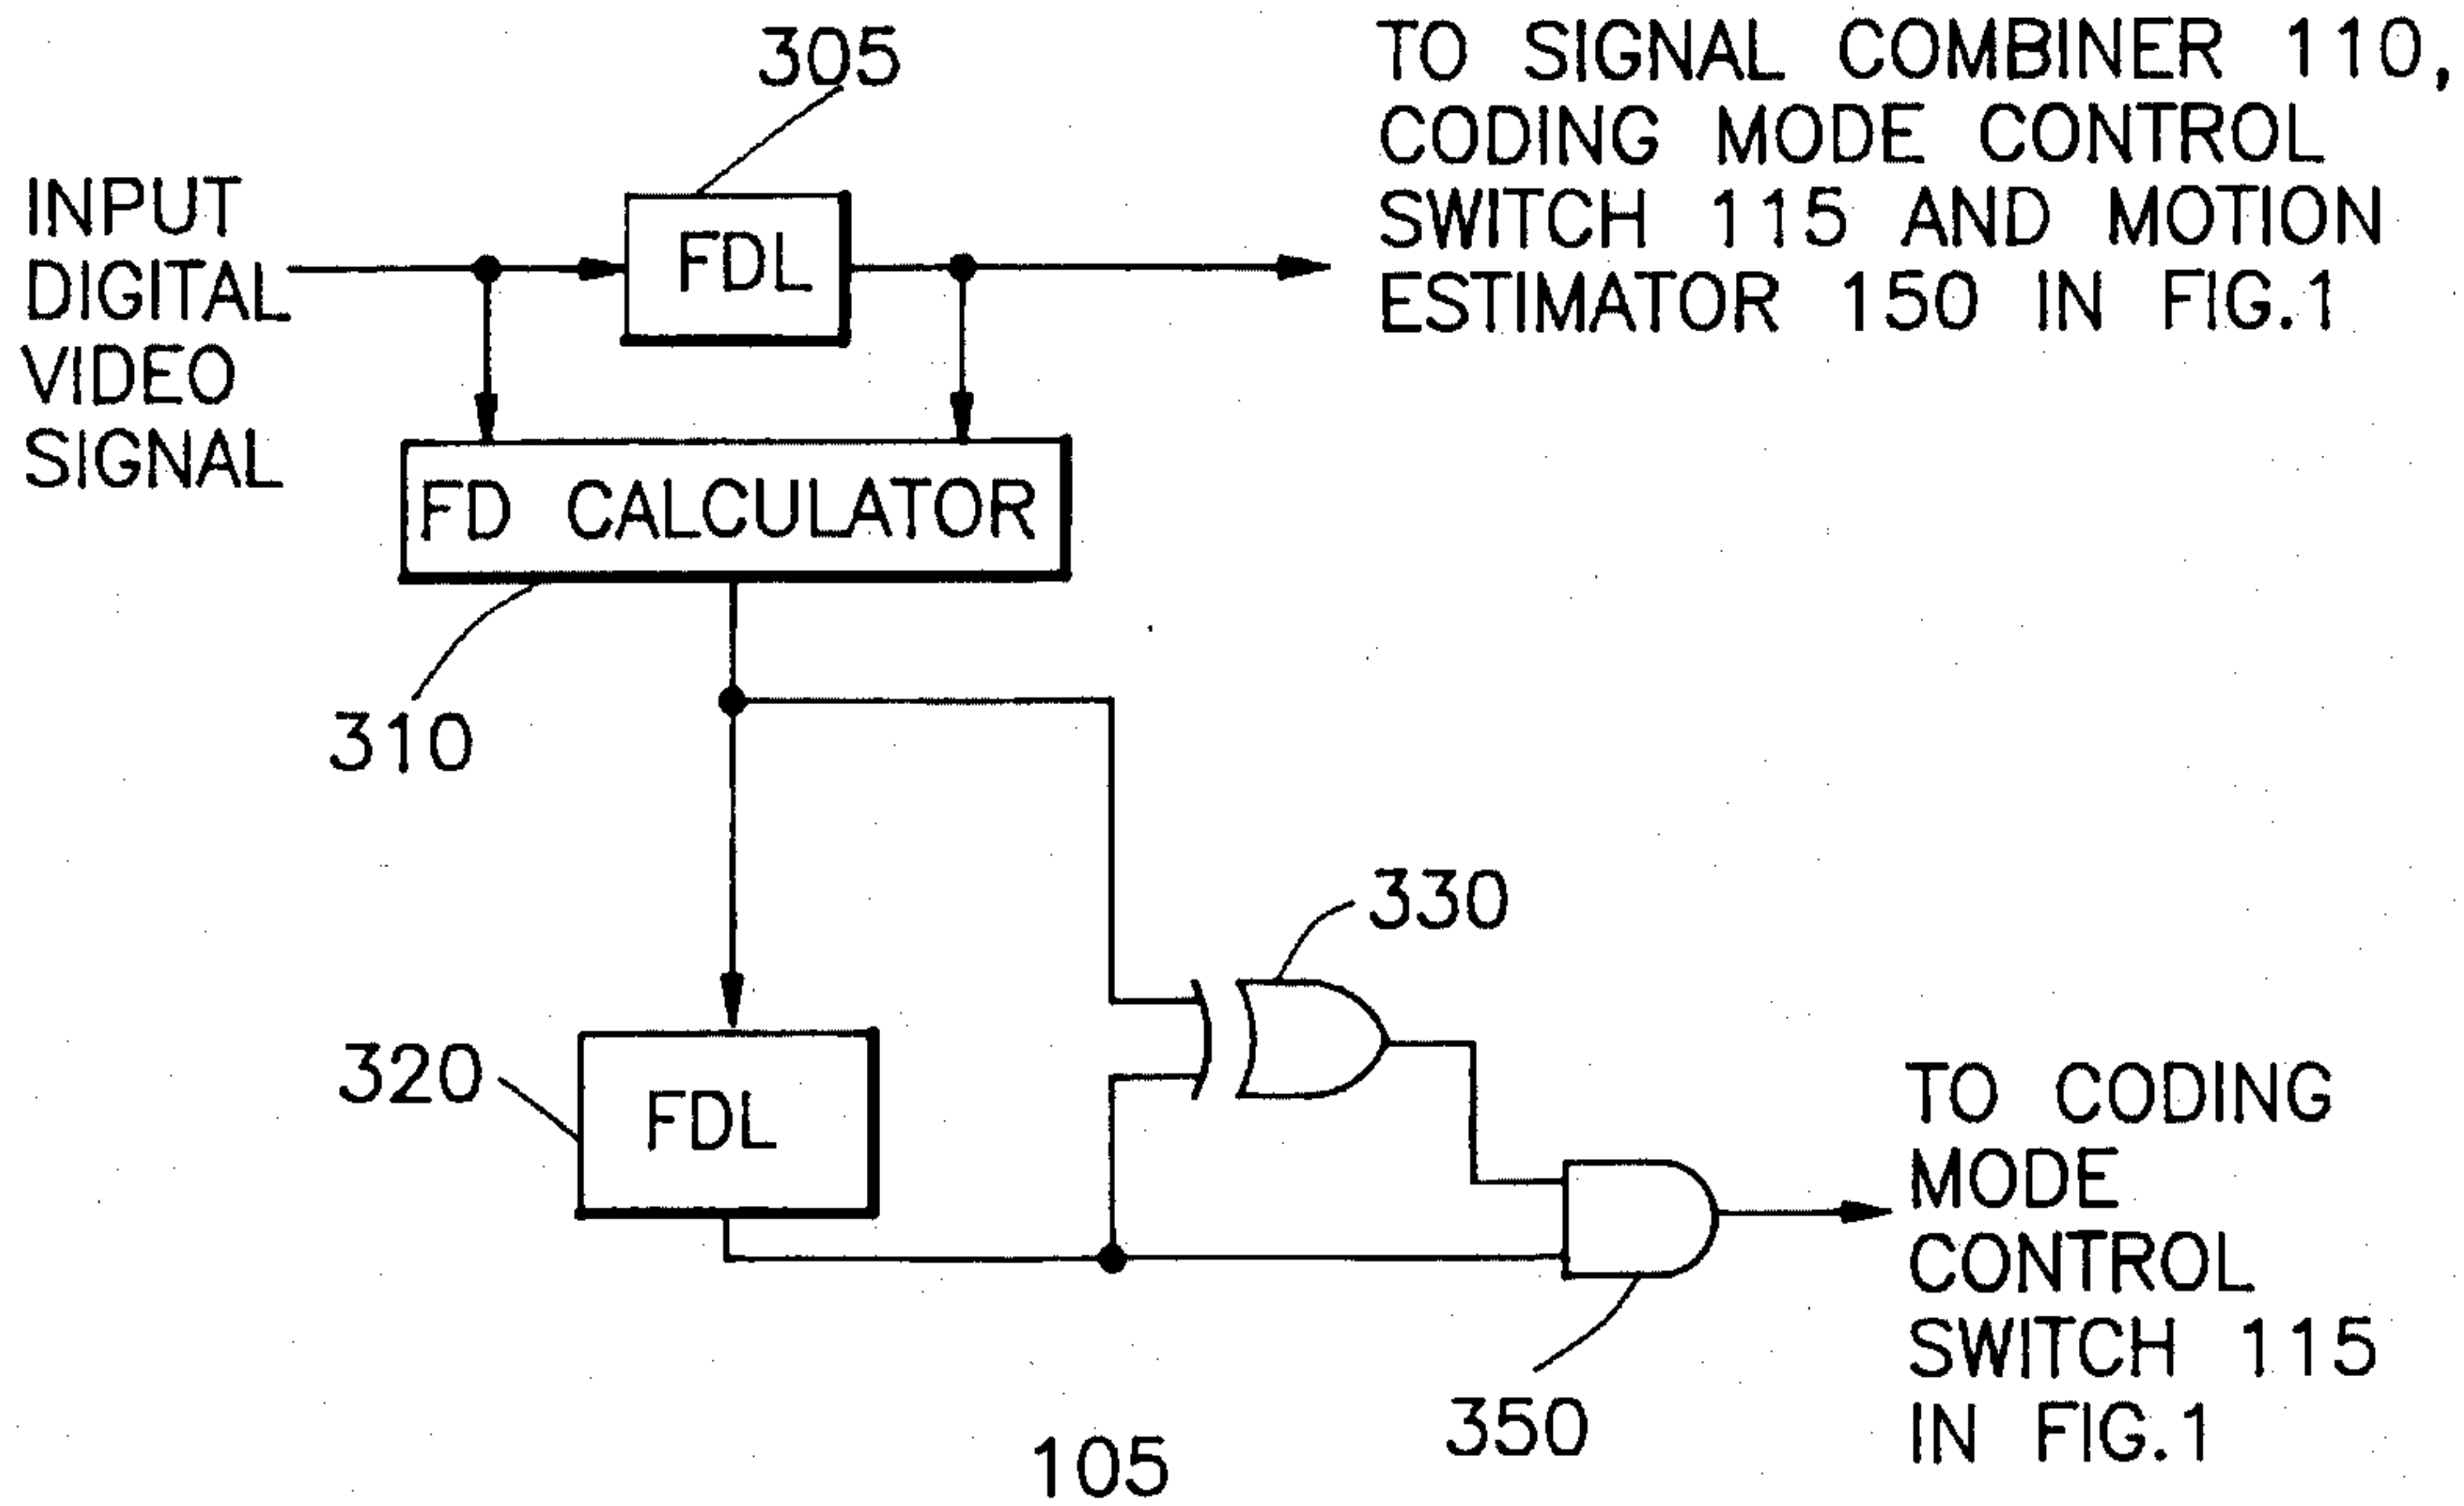 305
TO SIGNAL COMBINER 110,
CODING MODE CONTROL
SWITCH 115 AND MOTION
ESTIMATOR 150 IN FIG.1
INPUT
DIGITAL
VIDEO
SIGNAL
FDL
FD CALCULATOR
310
330
320
FDL
TO CODING
MODE
CONTROL
SWITCH 115
IN FIG.1
350
105